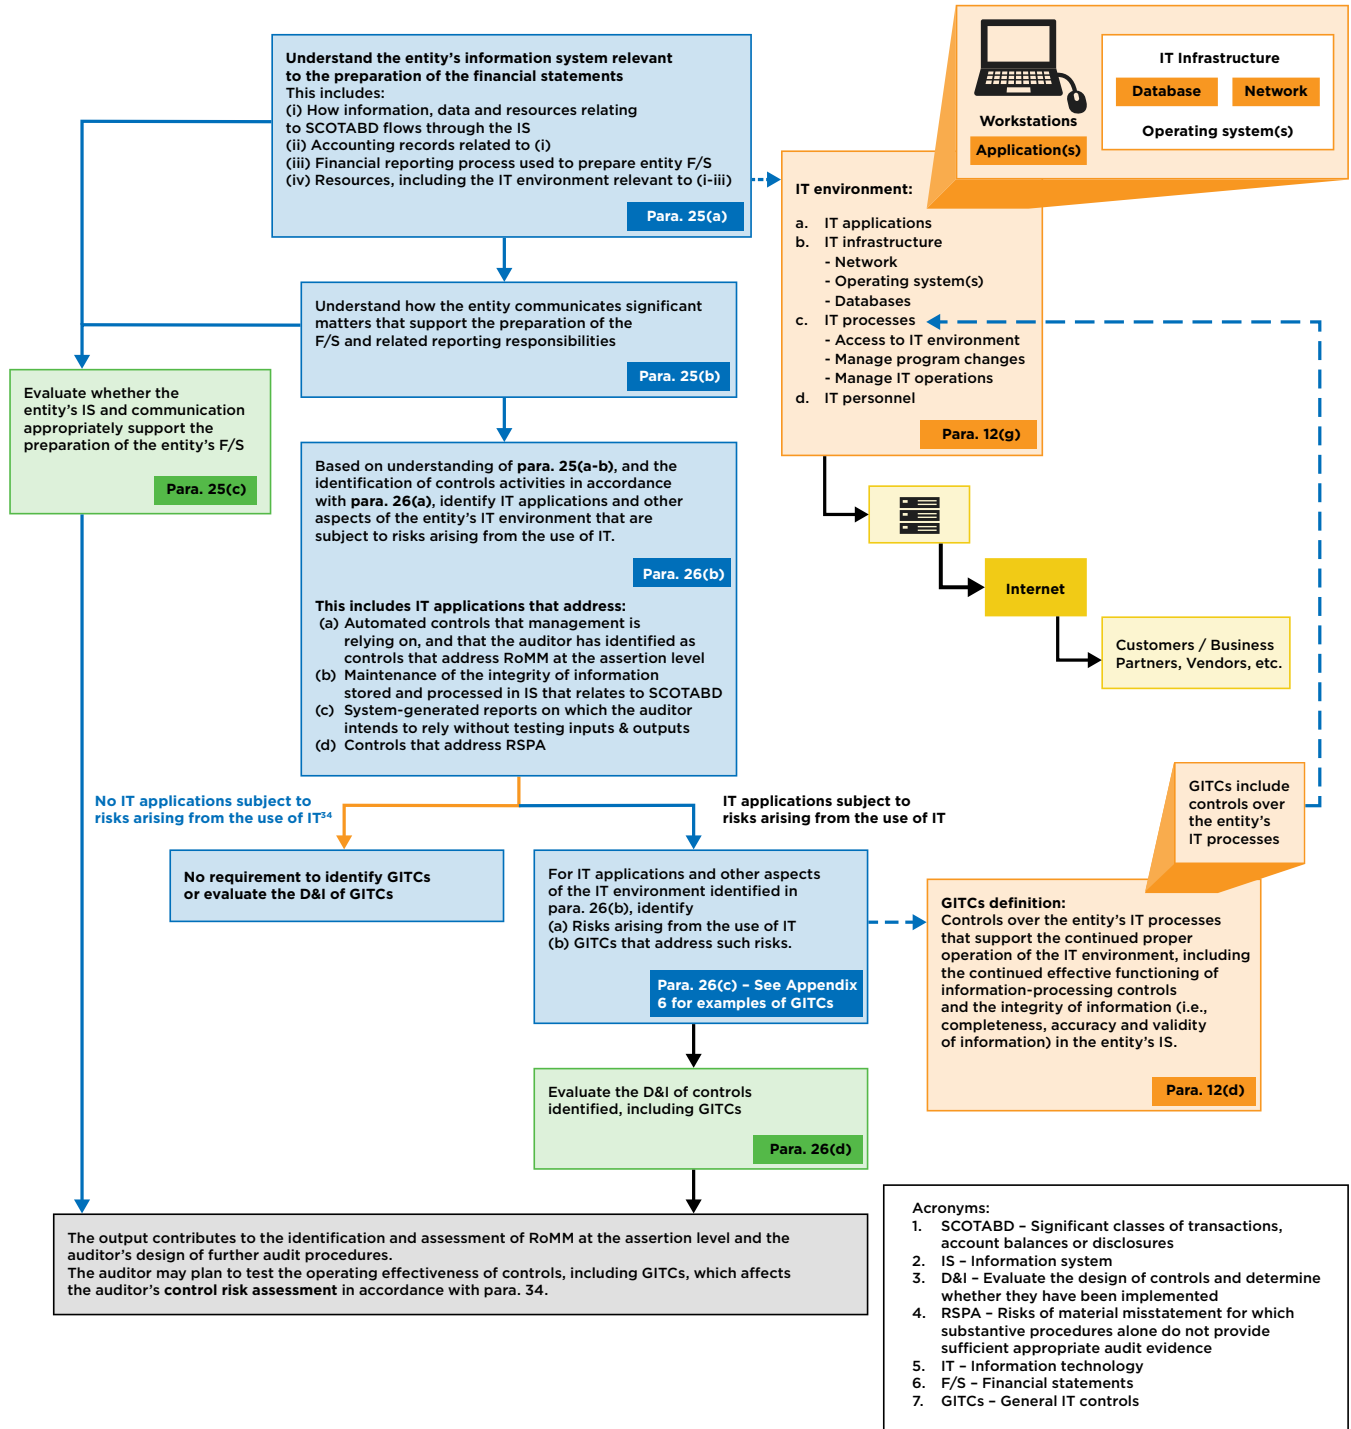 Understand the entity's information system relevant
to the preparation of the financial statements
This includes:
(i) How information, data and resources relating
to SCOTABD flows through the IS
(ii) Accounting records related to (i)
(iii) Financial reporting process used to prepare entity F/S
(iv) Resources, including the IT environment relevant to (i-iii)
Para. 25(a)
Workstations
Application(s)
IT Infrastructure
Database
Network
Operating system(s)
IT environment:
a. IT applications
b. IT infrastructure
- Network
- Operating system(s)
- Databases
c. IT processes
- Access to IT environment
- Manage program changes
- Manage IT operations
d. IT personnel
Para. 12(g)
Understand how the entity communicates significant
matters that support the preparation of the
F/S and related reporting responsibilities
Para. 25(b)
Evaluate whether the
entity's IS and communication
appropriately support the
preparation of the entity's F/S
Para. 25(c)
Based on understanding of para. 25(a-b), and the
identification of controls activities in accordance
with para. 26(a), identify IT applications and other
aspects of the entity's IT environment that are
subject to risks arising from the use of IT.
Para. 26(b)
This includes IT applications that address:
(a) Automated controls that management is
relying on, and that the auditor has identified as
controls that address RoMM at the assertion level
(b) Maintenance of the integrity of information
stored and processed in IS that relates to SCOTABD
(c) System-generated reports on which the auditor
intends to rely without testing inputs & outputs
(d) Controls that address RSPA
Internet
Customers / Business
Partners, Vendors, etc.
No IT applications subject to
risks arising from the use of IT³⁴
IT applications subject to
risks arising from the use of IT
No requirement to identify GITCs
or evaluate the D&I of GITCs
For IT applications and other aspects
of the IT environment identified in
para. 26(b), identify
(a) Risks arising from the use of IT
(b) GITCs that address such risks.
Para. 26(c) – See Appendix
6 for examples of GITCs
GITCs include
controls over
the entity's
IT processes
GITCs definition:
Controls over the entity's IT processes
that support the continued proper
operation of the IT environment, including
the continued effective functioning of
information-processing controls
and the integrity of information (i.e.,
completeness, accuracy and validity
of information) in the entity's IS.
Para. 12(d)
Evaluate the D&I of controls
identified, including GITCs
Para. 26(d)
The output contributes to the identification and assessment of RoMM at the assertion level and the
auditor's design of further audit procedures.
The auditor may plan to test the operating effectiveness of controls, including GITCs, which affects
the auditor's control risk assessment in accordance with para. 34.
Acronyms:
1. SCOTABD – Significant classes of transactions,
account balances or disclosures
2. IS – Information system
3. D&I – Evaluate the design of controls and determine
whether they have been implemented
4. RSPA – Risks of material misstatement for which
substantive procedures alone do not provide
sufficient appropriate audit evidence
5. IT – Information technology
6. F/S – Financial statements
7. GITCs – General IT controls